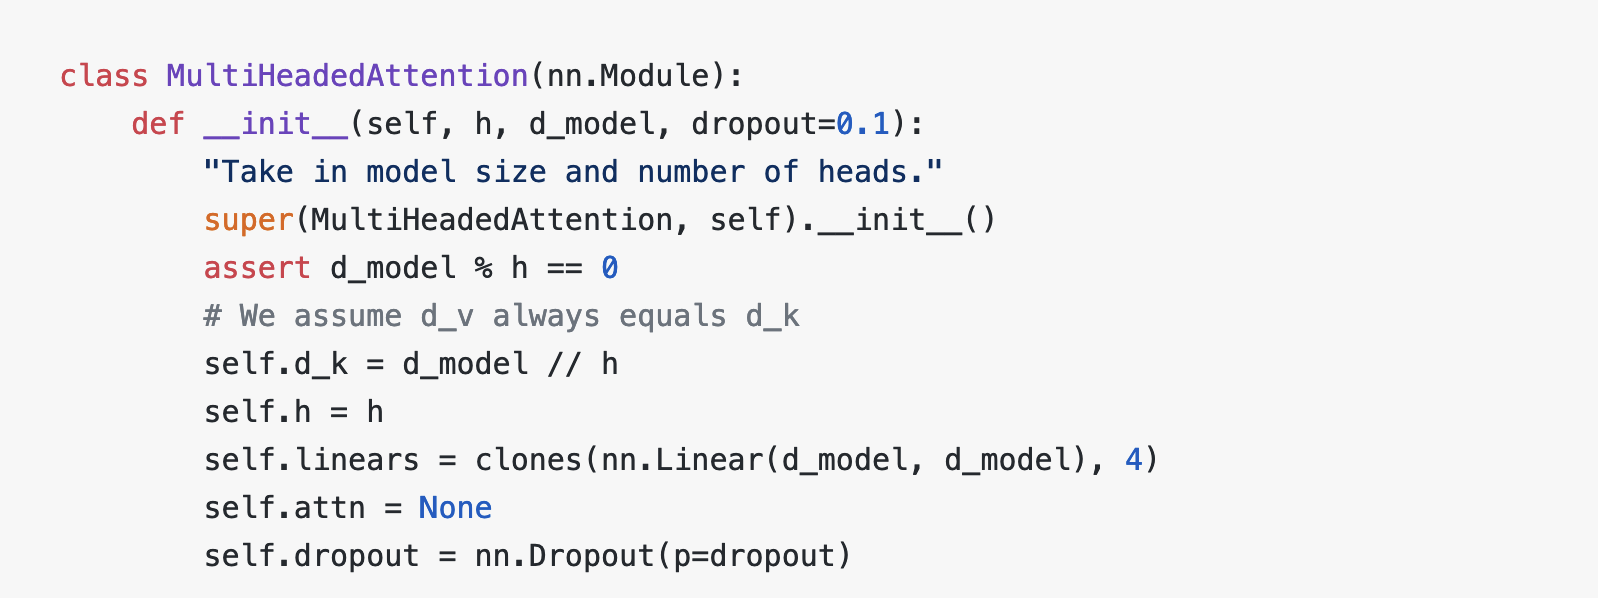 class MultiHeadedAttention(nn.Module):
    def __init__(self, h, d_model, dropout=0.1):
        "Take in model size and number of heads."
        super(MultiHeadedAttention, self).__init__()
        assert d_model % h == 0
        # We assume d_v always equals d_k
        self.d_k = d_model // h
        self.h = h
        self.linears = clones(nn.Linear(d_model, d_model), 4)
        self.attn = None
        self.dropout = nn.Dropout(p=dropout)